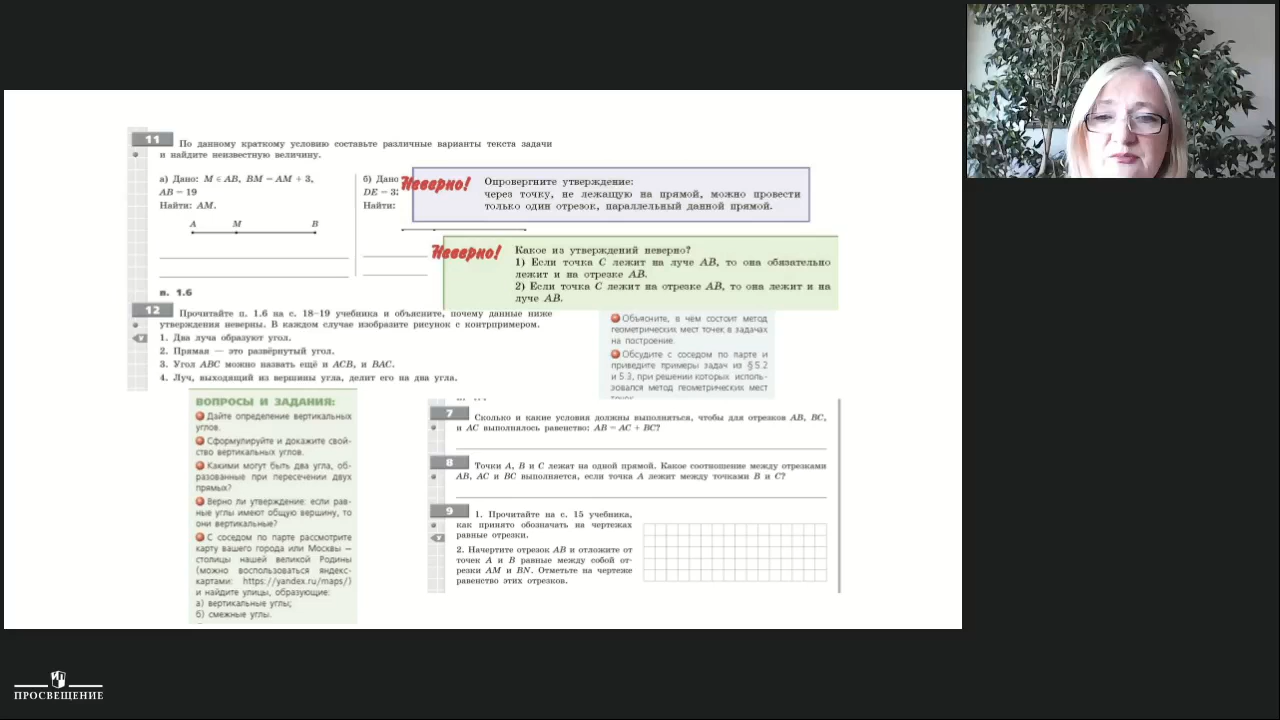 11 По данному краткому условию составьте различные варианты текста задачи
и найдите неизвестную величину.
а) Дано: M ∈ AB, BM = AM + 3,
AB = 19
Найти: AM.
A M B
б) Дано
DE = 3:
Найти:
Неверно! Опровергните утверждение:
через точку, не лежащую на прямой, можно провести
только один отрезок, параллельный данной прямой.
Неверно! Какое из утверждений неверно?
1) Если точка C лежит на луче AB, то она обязательно
лежит и на отрезке AB.
2) Если точка C лежит на отрезке AB, то она лежит и на
луче AB.
п. 1.6
12 Прочитайте п. 1.6 на с. 18–19 учебника и объясните, почему данные ниже
утверждения неверны. В каждом случае изобразите рисунок с контрпримером.
1. Два луча образуют угол.
2. Прямая — это развёрнутый угол.
3. Угол ABC можно назвать ещё и ACB, и BAC.
4. Луч, выходящий из вершины угла, делит его на два угла.
Объясните, в чём состоит метод
геометрических мест точек в задачах
на построение.
Обсудите с соседом по парте и
приведите примеры задач из § 5.2
и 5.3, при решении которых исполь-
зовался метод геометрических мест
точек.
ВОПРОСЫ И ЗАДАНИЯ:
Дайте определение вертикальных
углов.
Сформулируйте и докажите свой-
ство вертикальных углов.
Какими могут быть два угла, об-
разованные при пересечении двух
прямых?
Верно ли утверждение: если рав-
ные углы имеют общую вершину, то
они вертикальные?
С соседом по парте рассмотрите
карту вашего города или Москвы —
столицы нашей великой Родины
(можно воспользоваться яндекс-
картами: https://yandex.ru/maps/)
и найдите улицы, образующие:
а) вертикальные углы;
б) смежные углы.
7 Сколько и какие условия должны выполняться, чтобы для отрезков AB, BC,
и AC выполнялось равенство: AB = AC + BC?
8 Точки A, B и C лежат на одной прямой. Какое соотношение между отрезками
AB, AC и BC выполняется, если точка A лежит между точками B и C?
9 1. Прочитайте на с. 15 учебника,
как принято обозначать на чертежах
равные отрезки.
2. Начертите отрезок AB и отложите от
точек A и B равные между собой от-
резки AM и BN. Отметьте на чертеже
равенство этих отрезков.
ПРОСВЕЩЕНИЕ